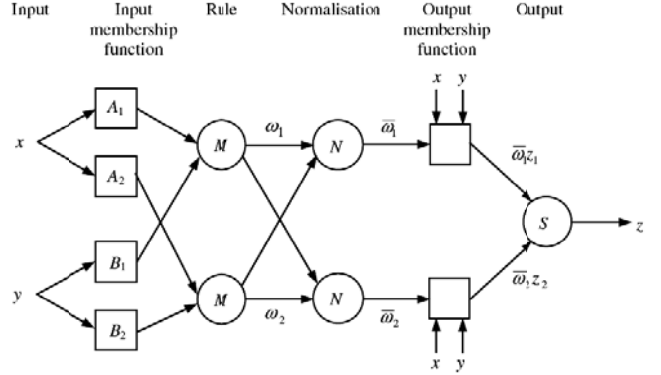 Input Input membership function Rule Normalisation Output membership function Output
x y
A₁
ω₁ ω̅₁
x M N
A₂ ω̅₁z₁
S z
B₁
y M N ω̅₂z₂
B₂ ω₂ ω̅₂
x y